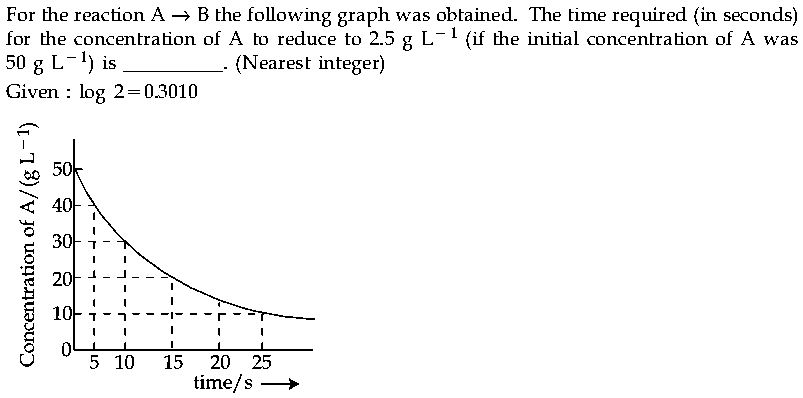 For the reaction A → B the following graph was obtained. The time required (in seconds)
for the concentration of A to reduce to 2.5 g L⁻¹ (if the initial concentration of A was
50 g L⁻¹) is __________. (Nearest integer)
Given : log 2=0.3010
Concentration of A/(g L⁻¹)
50
40
30
20
10
0
5 10 15 20 25
time/s ⟶